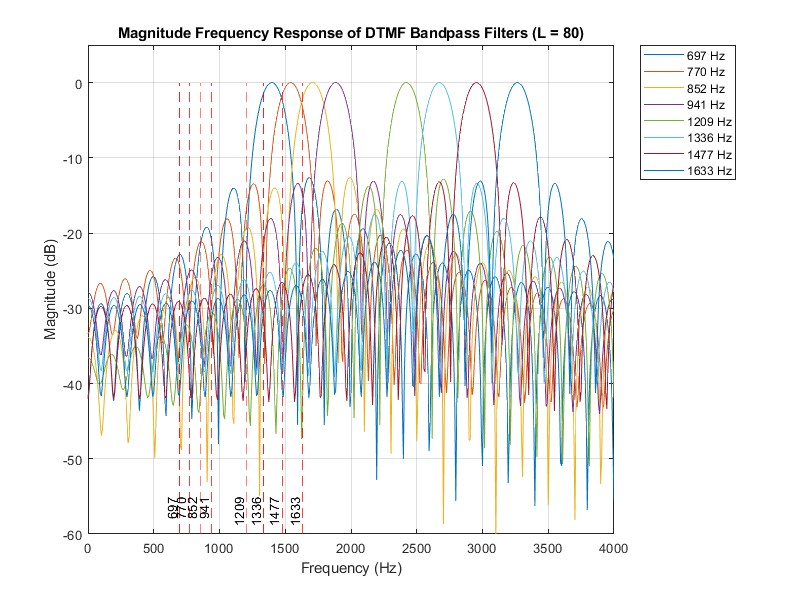 Magnitude Frequency Response of DTMF Bandpass Filters (L = 80)
0
-10
-20
-30
-40
-50
-60
Magnitude (dB)
697
770
852
941
1209
1336
1477
1633
0
500
1000
1500
2000
2500
3000
3500
4000
Frequency (Hz)
697 Hz
770 Hz
852 Hz
941 Hz
1209 Hz
1336 Hz
1477 Hz
1633 Hz